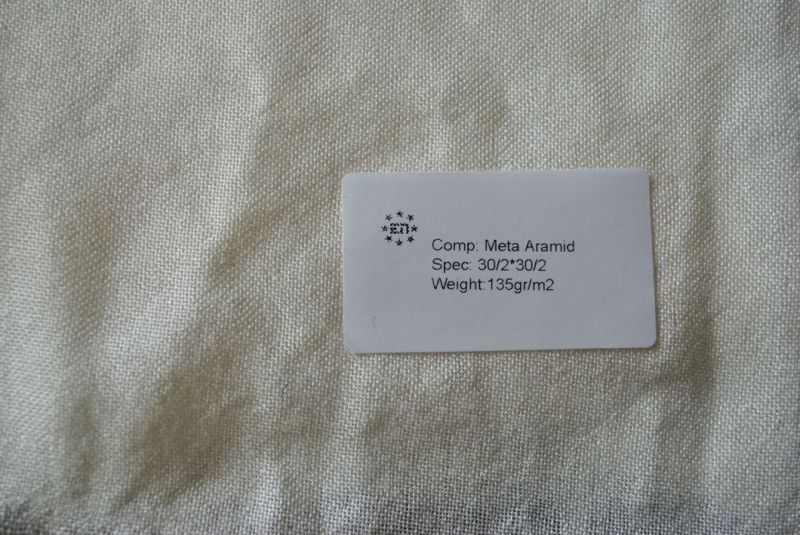 Comp: Meta Aramid
Spec: 30/2*30/2
Weight:135gr/m2